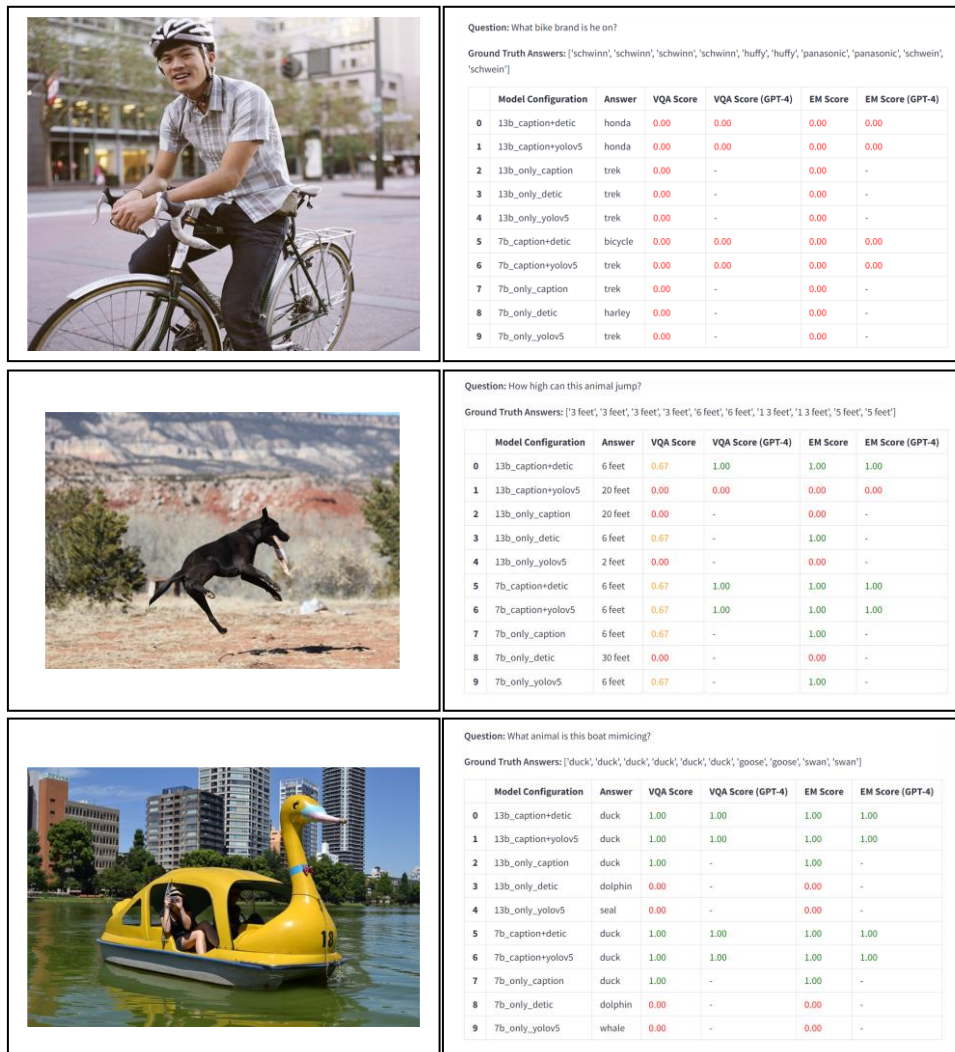 Question: What bike brand is he on?
Ground Truth Answers: ['schwinn', 'schwinn', 'schwinn', 'schwinn', 'huffy', 'huffy', 'panasonic', 'panasonic', 'schwein',
'schwein']
Model Configuration Answer VQA Score VQA Score (GPT-4) EM Score EM Score (GPT-4)
0 13b_caption+detic honda 0.00 0.00 0.00 0.00
1 13b_caption+yolov5 honda 0.00 0.00 0.00 0.00
2 13b_only_caption trek 0.00 - 0.00 -
3 13b_only_detic trek 0.00 - 0.00 -
4 13b_only_yolov5 trek 0.00 - 0.00 -
5 7b_caption+detic bicycle 0.00 0.00 0.00 0.00
6 7b_caption+yolov5 trek 0.00 0.00 0.00 0.00
7 7b_only_caption trek 0.00 - 0.00 -
8 7b_only_detic harley 0.00 - 0.00 -
9 7b_only_yolov5 trek 0.00 - 0.00 -
Question: How high can this animal jump?
Ground Truth Answers: ['3 feet', '3 feet', '3 feet', '3 feet', '6 feet', '6 feet', '1 3 feet', '1 3 feet', '5 feet', '5 feet']
Model Configuration Answer VQA Score VQA Score (GPT-4) EM Score EM Score (GPT-4)
0 13b_caption+detic 6 feet 0.67 1.00 1.00 1.00
1 13b_caption+yolov5 20 feet 0.00 0.00 0.00 0.00
2 13b_only_caption 20 feet 0.00 - 0.00 -
3 13b_only_detic 6 feet 0.67 - 1.00 -
4 13b_only_yolov5 2 feet 0.00 - 0.00 -
5 7b_caption+detic 6 feet 0.67 1.00 1.00 1.00
6 7b_caption+yolov5 6 feet 0.67 1.00 1.00 1.00
7 7b_only_caption 6 feet 0.67 - 1.00 -
8 7b_only_detic 30 feet 0.00 - 0.00 -
9 7b_only_yolov5 6 feet 0.67 - 1.00 -
Question: What animal is this boat mimicing?
Ground Truth Answers: ['duck', 'duck', 'duck', 'duck', 'duck', 'duck', 'goose', 'goose', 'swan', 'swan']
Model Configuration Answer VQA Score VQA Score (GPT-4) EM Score EM Score (GPT-4)
0 13b_caption+detic duck 1.00 1.00 1.00 1.00
1 13b_caption+yolov5 duck 1.00 1.00 1.00 1.00
2 13b_only_caption duck 1.00 - 1.00 -
3 13b_only_detic dolphin 0.00 - 0.00 -
4 13b_only_yolov5 seal 0.00 - 0.00 -
5 7b_caption+detic duck 1.00 1.00 1.00 1.00
6 7b_caption+yolov5 duck 1.00 1.00 1.00 1.00
7 7b_only_caption duck 1.00 - 1.00 -
8 7b_only_detic dolphin 0.00 - 0.00 -
9 7b_only_yolov5 whale 0.00 - 0.00 -
18